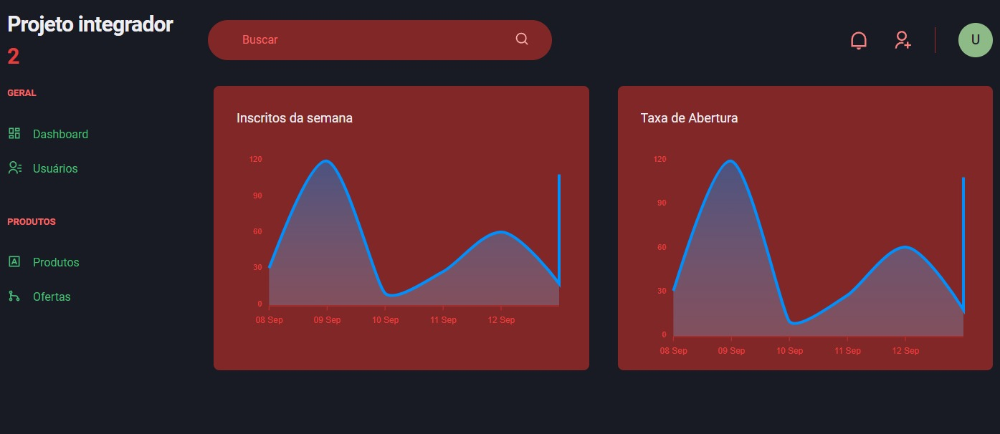 Projeto integrador
2
Buscar
U
GERAL
Dashboard
Usuários
PRODUTOS
Produtos
Ofertas
Inscritos da semana
120
90
60
30
0
08 Sep 09 Sep 10 Sep 11 Sep 12 Sep
Taxa de Abertura
120
90
60
30
0
08 Sep 09 Sep 10 Sep 11 Sep 12 Sep